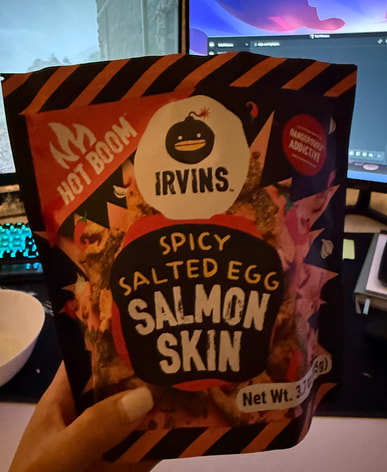 HOT BOOM
IRVINS
DANGEROUSLY
ADDICTIVE
SPICY
SALTED EGG
SALMON
SKIN
Net Wt.